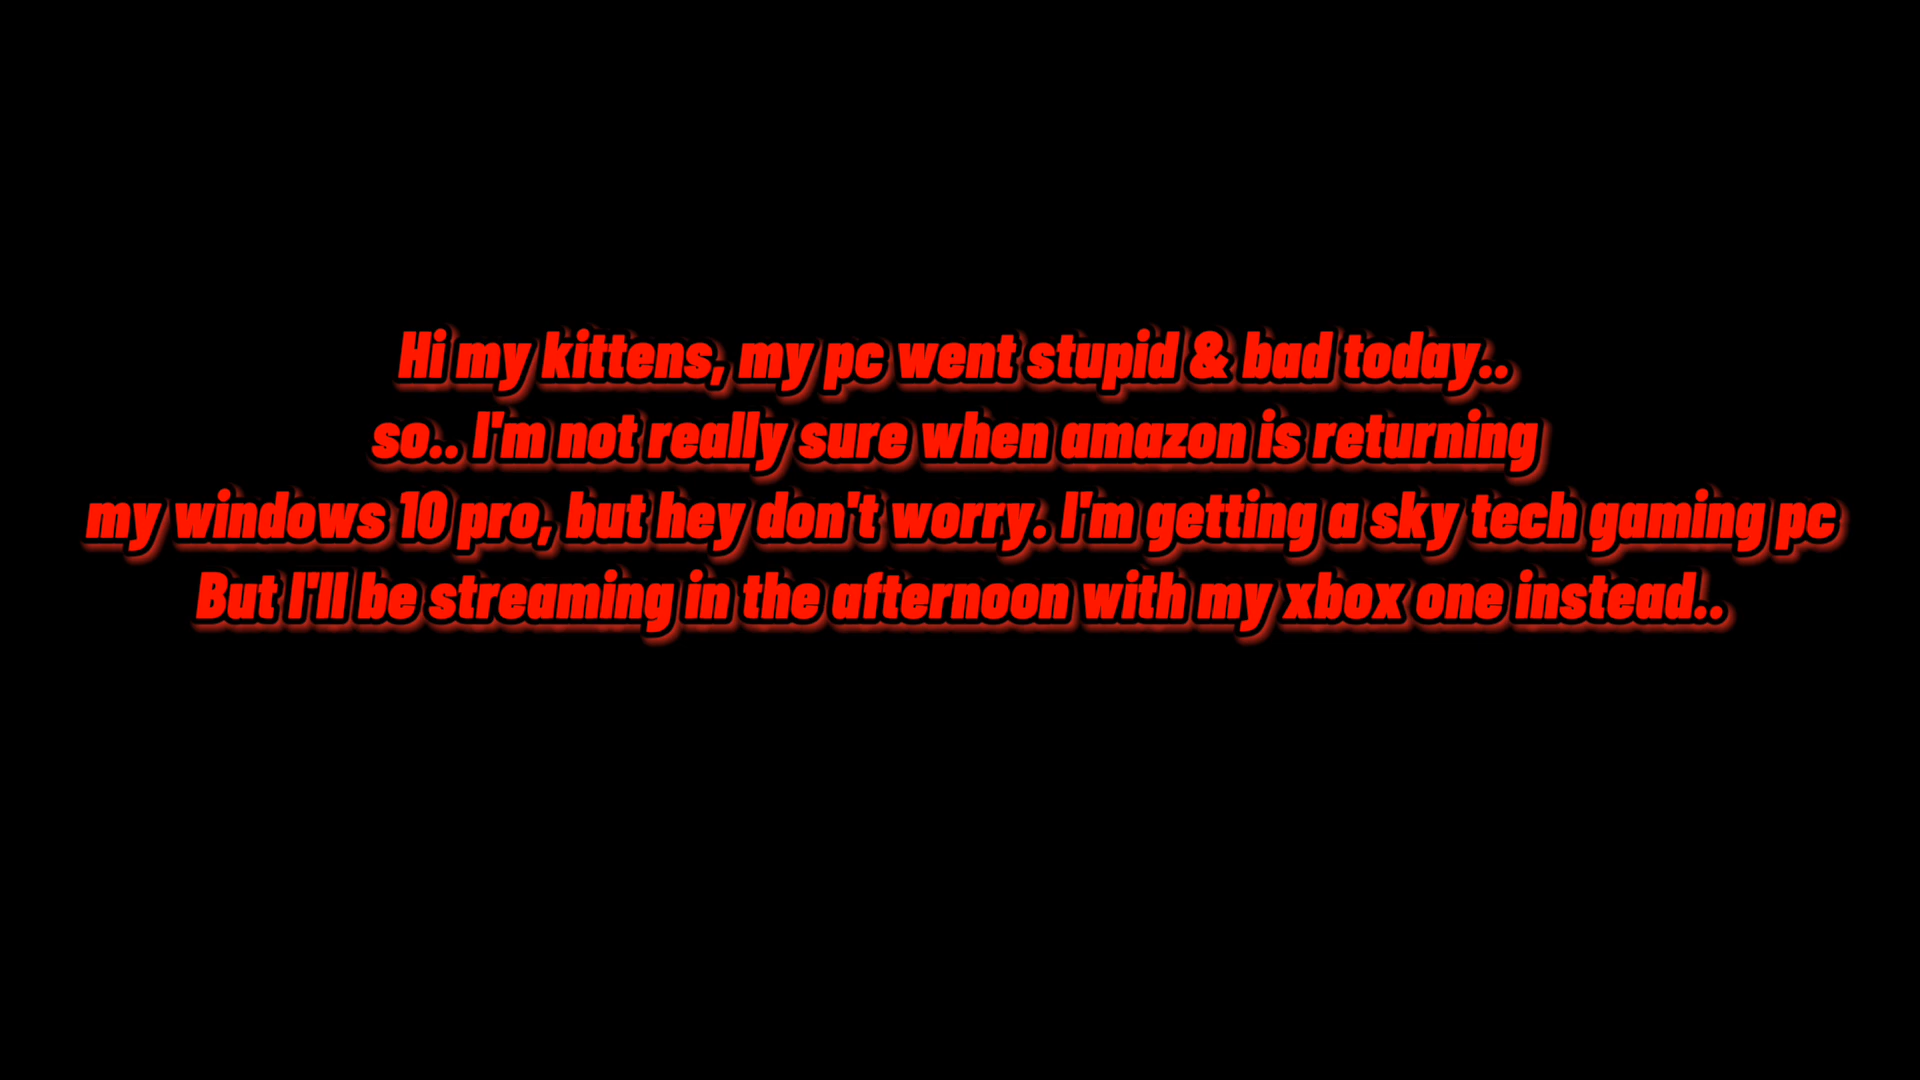 Hi my kittens, my pc went stupid & bad today..
so.. I'm not really sure when amazon is returning
my windows 10 pro, but hey don't worry. I'm getting a sky tech gaming pc
But I'll be streaming in the afternoon with my xbox one instead..